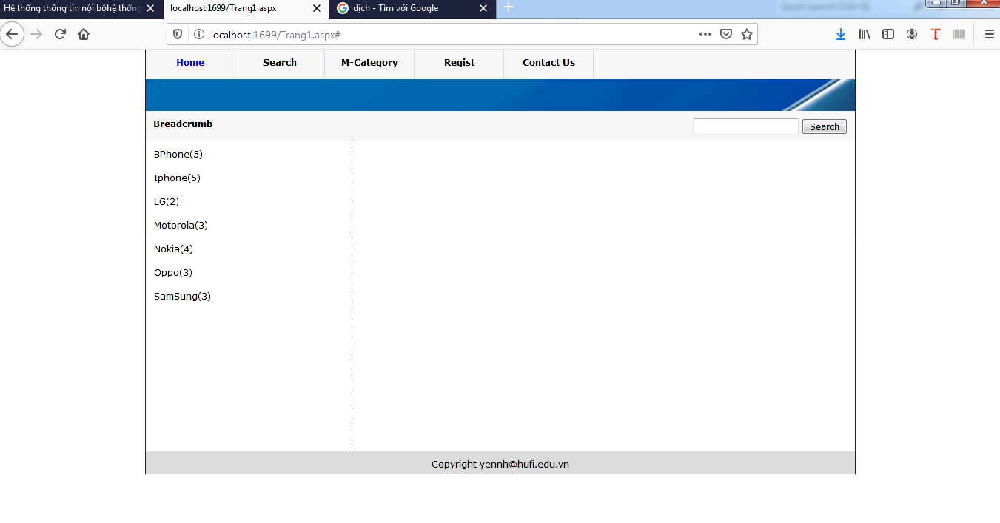 Hệ thống thông tin nội bộhệ thống
localhost:1699/Trang1.aspx
dịch - Tìm với Google
localhost:1699/Trang1.aspx#
Home Search M-Category Regist Contact Us
Breadcrumb Search
BPhone(5)
Iphone(5)
LG(2)
Motorola(3)
Nokia(4)
Oppo(3)
SamSung(3)
Copyright yennh@hufi.edu.vn